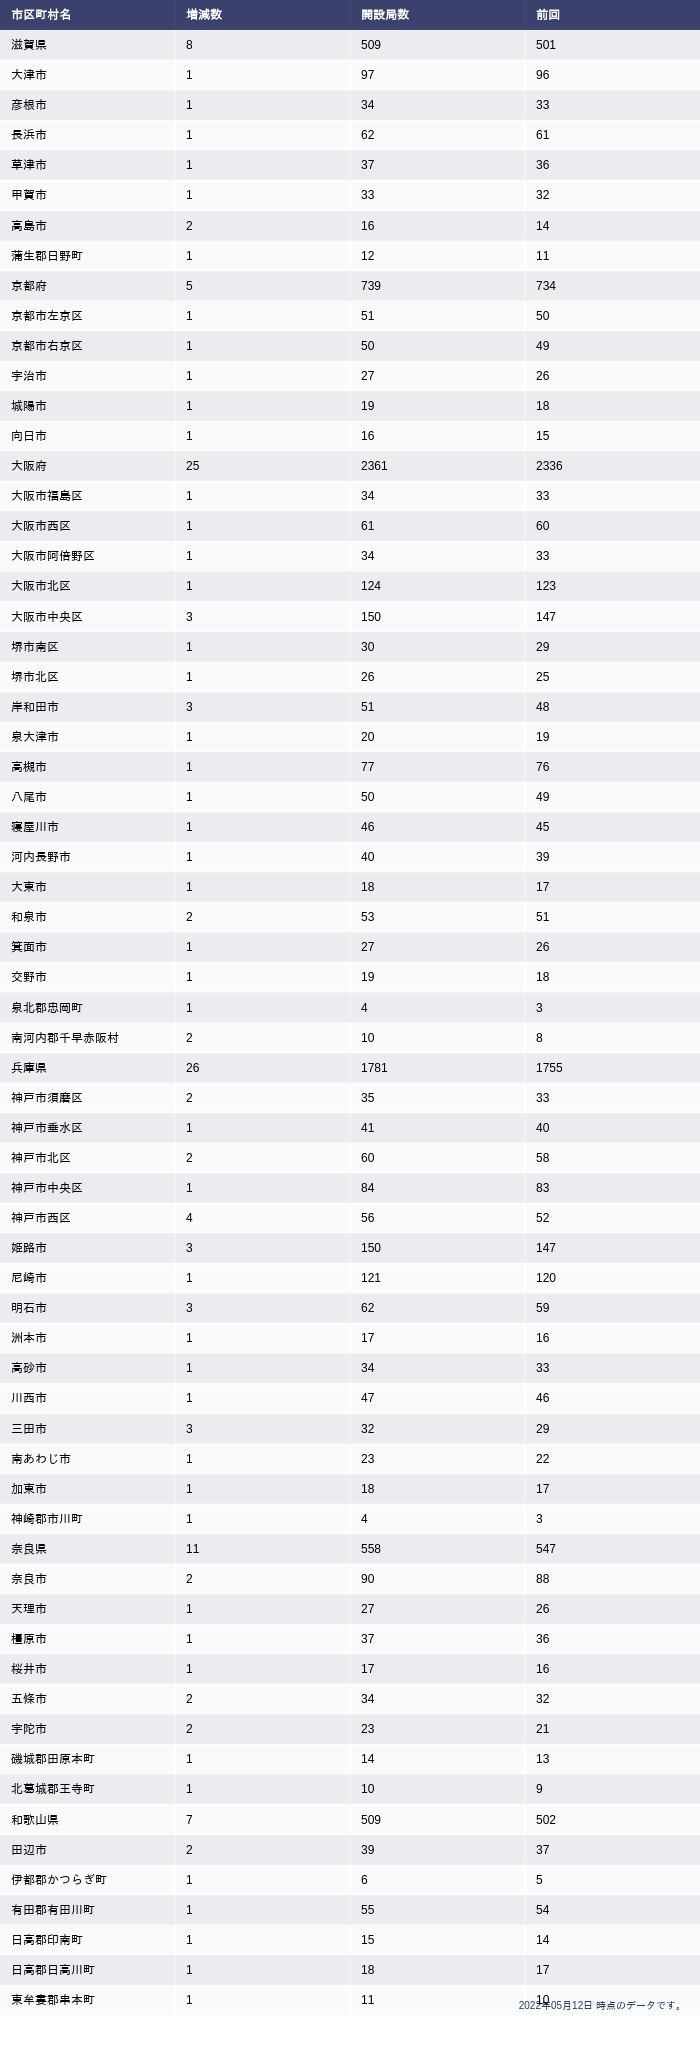 市区町村名 増減数 開設局数 前回
滋賀県 8 509 501
大津市 1 97 96
彦根市 1 34 33
長浜市 1 62 61
草津市 1 37 36
甲賀市 1 33 32
高島市 2 16 14
蒲生郡日野町 1 12 11
京都府 5 739 734
京都市左京区 1 51 50
京都市右京区 1 50 49
宇治市 1 27 26
城陽市 1 19 18
向日市 1 16 15
大阪府 25 2361 2336
大阪市福島区 1 34 33
大阪市西区 1 61 60
大阪市阿倍野区 1 34 33
大阪市北区 1 124 123
大阪市中央区 3 150 147
堺市南区 1 30 29
堺市北区 1 26 25
岸和田市 3 51 48
泉大津市 1 20 19
高槻市 1 77 76
八尾市 1 50 49
寝屋川市 1 46 45
河内長野市 1 40 39
大東市 1 18 17
和泉市 2 53 51
箕面市 1 27 26
交野市 1 19 18
泉北郡忠岡町 1 4 3
南河内郡千早赤阪村 2 10 8
兵庫県 26 1781 1755
神戸市須磨区 2 35 33
神戸市垂水区 1 41 40
神戸市北区 2 60 58
神戸市中央区 1 84 83
神戸市西区 4 56 52
姫路市 3 150 147
尼崎市 1 121 120
明石市 3 62 59
洲本市 1 17 16
高砂市 1 34 33
川西市 1 47 46
三田市 3 32 29
南あわじ市 1 23 22
加東市 1 18 17
神崎郡市川町 1 4 3
奈良県 11 558 547
奈良市 2 90 88
天理市 1 27 26
橿原市 1 37 36
桜井市 1 17 16
五條市 2 34 32
宇陀市 2 23 21
磯城郡田原本町 1 14 13
北葛城郡王寺町 1 10 9
和歌山県 7 509 502
田辺市 2 39 37
伊都郡かつらぎ町 1 6 5
有田郡有田川町 1 55 54
日高郡印南町 1 15 14
日高郡日高川町 1 18 17
東牟婁郡串本町 1 11 10
2022年05月12日 時点のデータです。